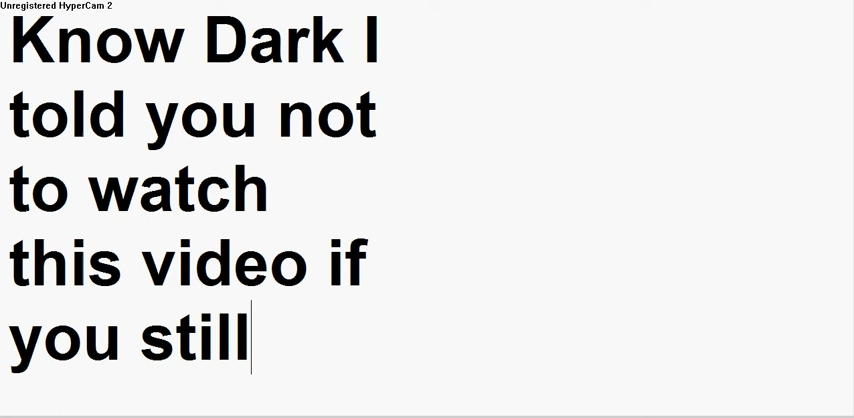 Unregistered HyperCam 2
Know Dark I
told you not
to watch
this video if
you still